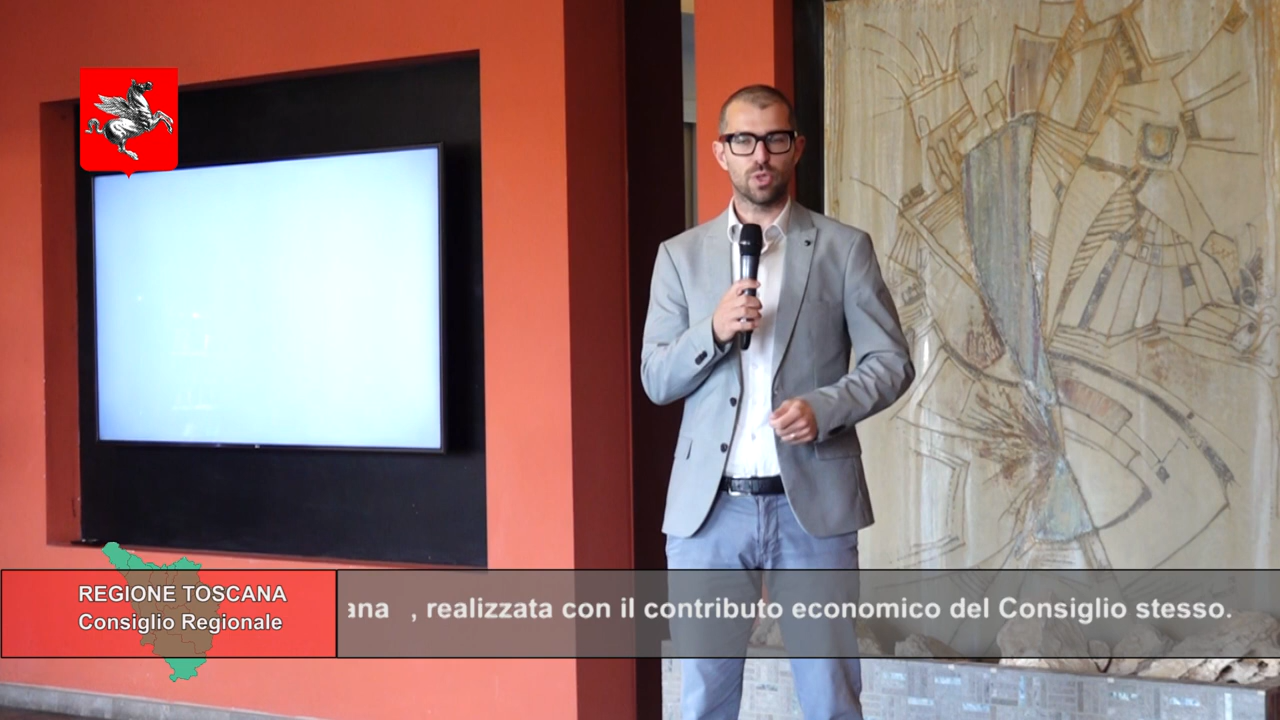 REGIONE TOSCANA
Consiglio Regionale
ana , realizzata con il contributo economico del Consiglio stesso.